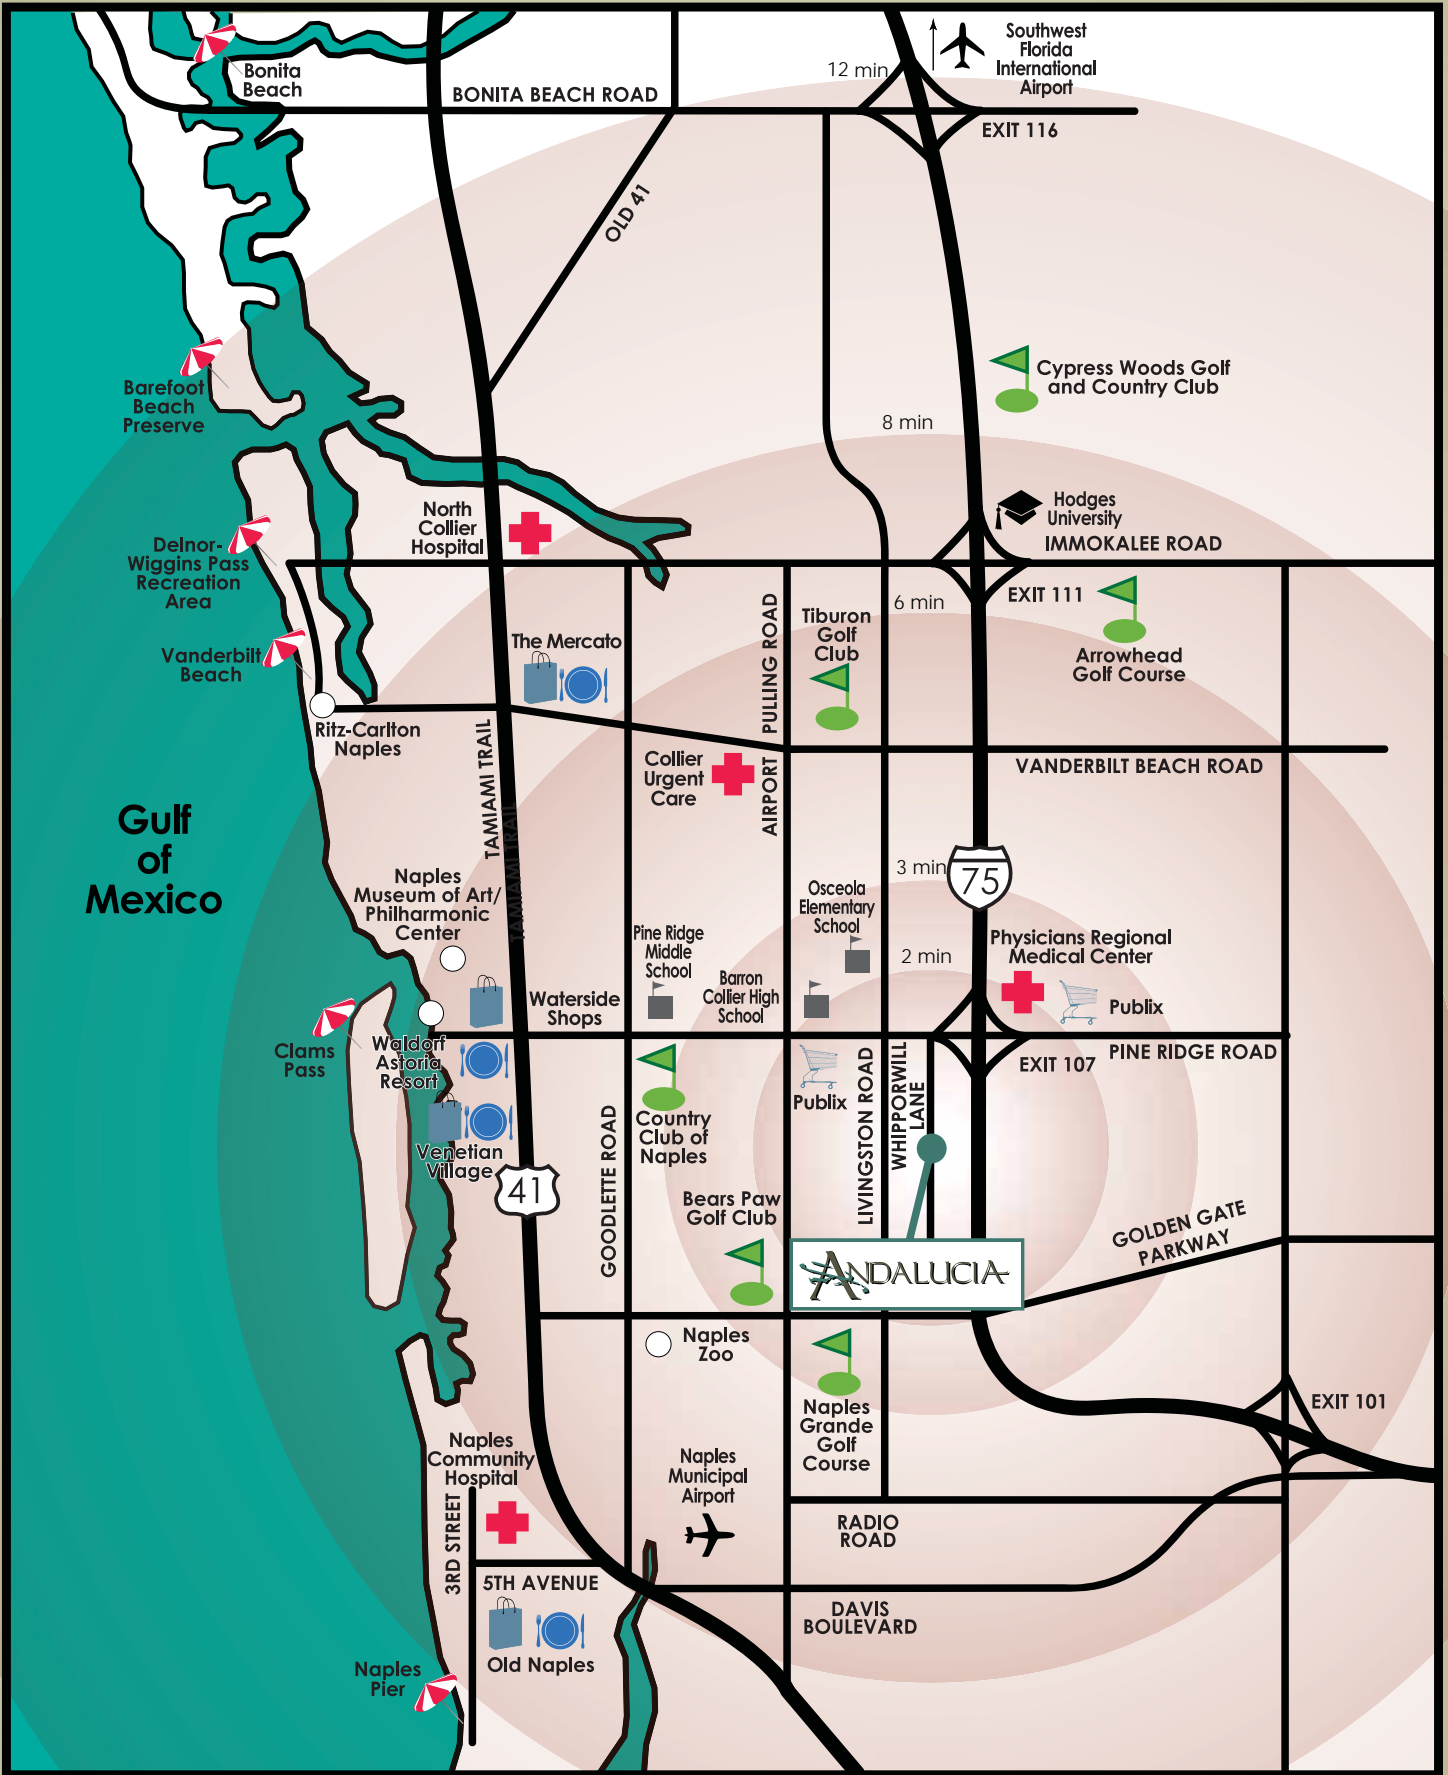 Southwest
Florida
International
Airport
12 min
Bonita
Beach
BONITA BEACH ROAD
EXIT 116
OLD 41
Barefoot
Beach
Preserve
Cypress Woods Golf
and Country Club
8 min
North
Collier
Hospital
Hodges
University
IMMOKALEE ROAD
Delnor-
Wiggins Pass
Recreation
Area
EXIT 111
6 min
Tiburon
Golf
Club
PULLING ROAD
The Mercato
Vanderbilt
Beach
Arrowhead
Golf Course
Ritz-Carlton
Naples
TAMIAMI TRAIL
TAMIAMI TRAIL
Collier
Urgent
Care
AIRPORT
VANDERBILT BEACH ROAD
Gulf
of
Mexico
3 min
75
Naples
Museum of Art/
Philharmonic
Center
Osceola
Elementary
School
Pine Ridge
Middle
School
Barron
Collier High
School
2 min
Physicians Regional
Medical Center
Publix
Waterside
Shops
Clams
Pass
Waldorf
Astoria
Resort
PINE RIDGE ROAD
EXIT 107
Publix
LIVINGSTON ROAD
WHIPPORWILL
LANE
Country
Club of
Naples
GOODLETTE ROAD
Venetian
Village
41
Bears Paw
Golf Club
GOLDEN GATE
PARKWAY
ANDALUCIA
Naples
Zoo
Naples
Grande
Golf
Course
EXIT 101
Naples
Community
Hospital
Naples
Municipal
Airport
3RD STREET
RADIO
ROAD
5TH AVENUE
DAVIS
BOULEVARD
Old Naples
Naples
Pier